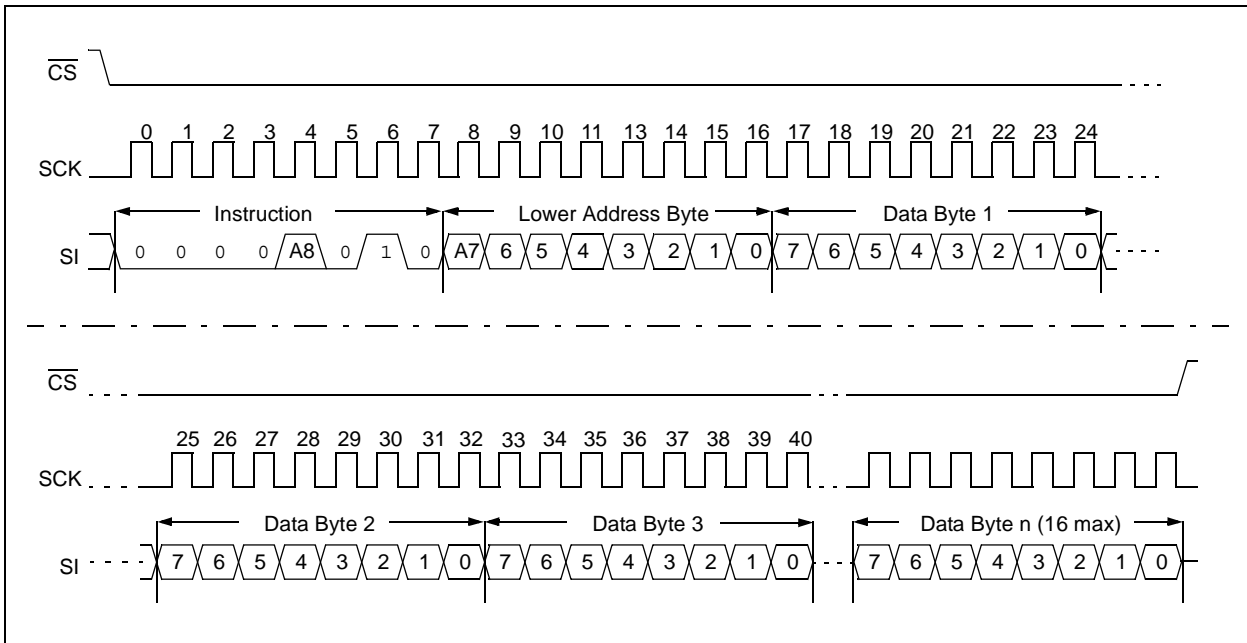 CS
0 1 2 3 4 5 6 7 8 9 10 11 13 14 15 16 17 18 19 20 21 22 23 24
SCK
Instruction Lower Address Byte Data Byte 1
SI 0 0 0 0 A8 0 1 0 A7 6 5 4 3 2 1 0 7 6 5 4 3 2 1 0
CS
25 26 27 28 29 30 31 32 33 34 35 36 37 38 39 40
SCK
Data Byte 2 Data Byte 3 Data Byte n (16 max)
SI 7 6 5 4 3 2 1 0 7 6 5 4 3 2 1 0 7 6 5 4 3 2 1 0